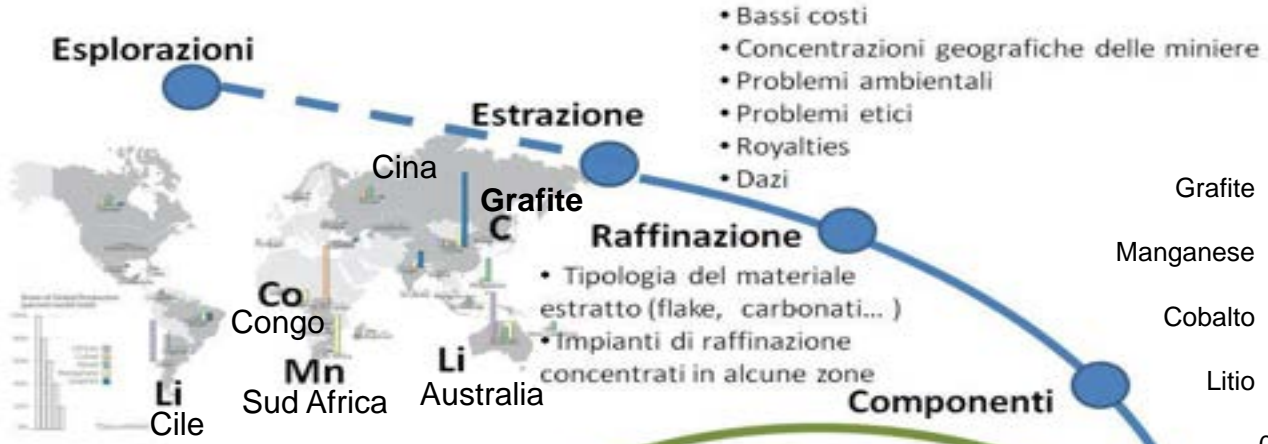 Esplorazioni
Estrazione
• Bassi costi
• Concentrazioni geografiche delle miniere
• Problemi ambientali
• Problemi etici
• Royalties
• Dazi
Cina
Grafite
C
Co
Congo
Mn
Sud Africa
Li
Australia
Li
Cile
Raffinazione
• Tipologia del materiale
estratto (flake, carbonati... )
• Impianti di raffinazione
concentrati in alcune zone
Componenti
Grafite
Manganese
Cobalto
Litio